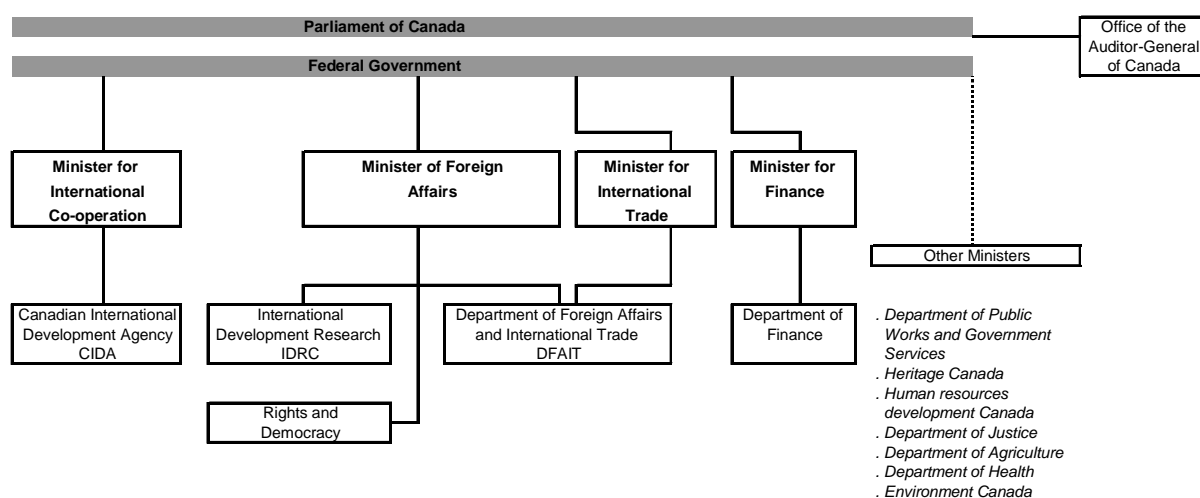 Parliament of Canada
Office of the
Auditor-General
of Canada
Federal Government
Minister for
International
Co-operation
Minister of Foreign
Affairs
Minister for
International
Trade
Minister for
Finance
Other Ministers
Canadian International
Development Agency
CIDA
International
Development Research
IDRC
Department of Foreign Affairs
and International Trade
DFAIT
Department of
Finance
. Department of Public
Works and Government
Services
. Heritage Canada
. Human resources
development Canada
. Department of Justice
. Department of Agriculture
. Department of Health
. Environment Canada
Rights and
Democracy